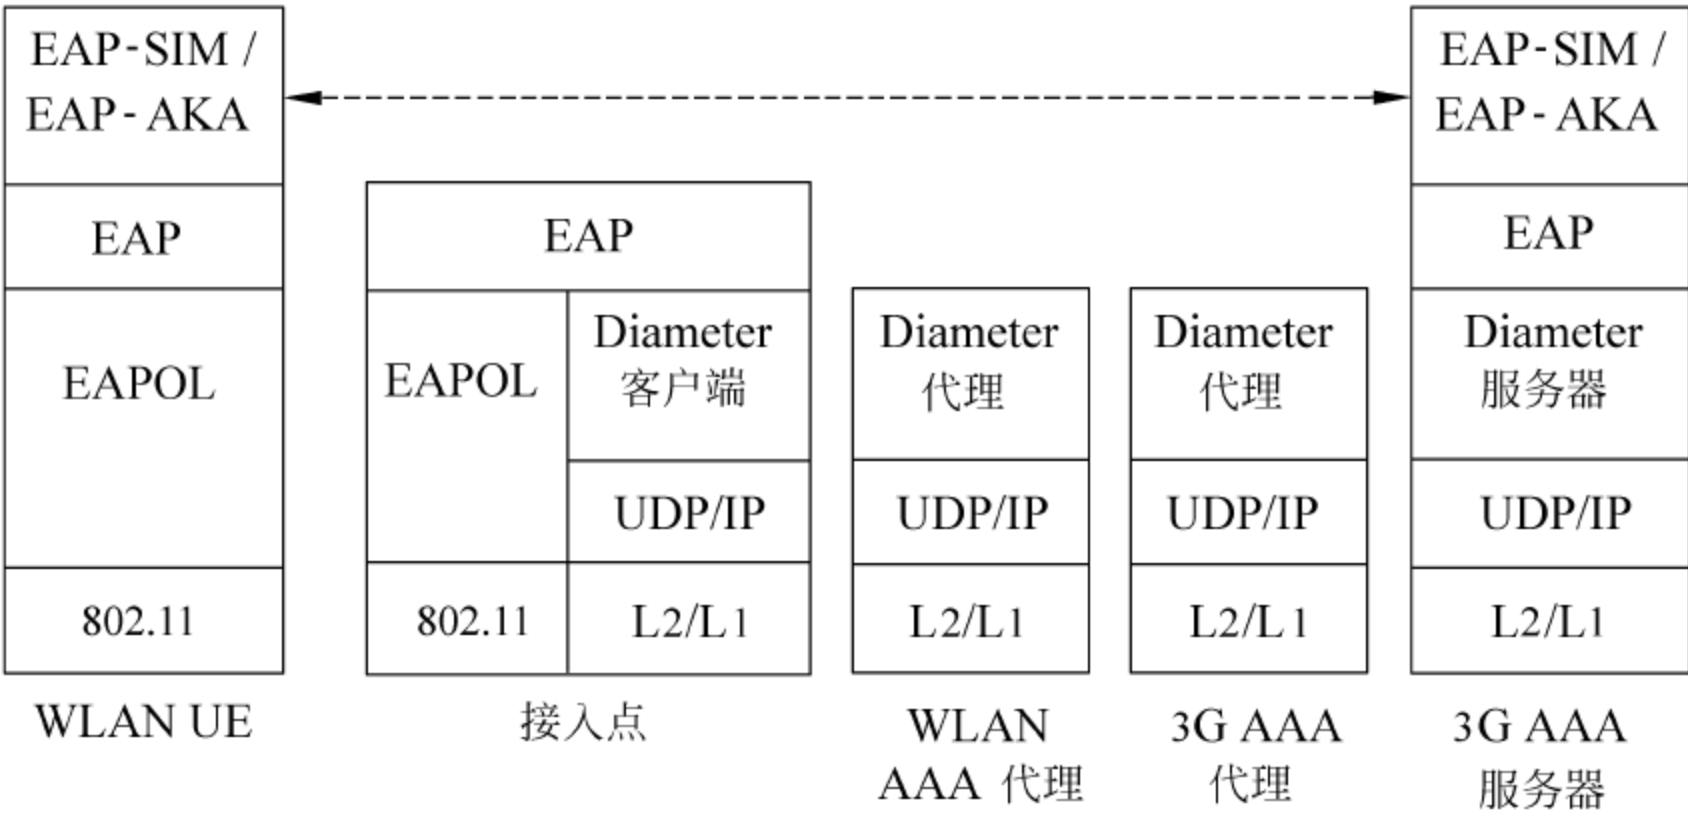 EAP-SIM /
EAP-AKA
EAP
EAPOL
802.11
WLAN UE
EAP
EAPOL
802.11
Diameter
客户端
UDP/IP
L2/L1
接入点
Diameter
代理
UDP/IP
L2/L1
WLAN
AAA 代理
Diameter
代理
UDP/IP
L2/L1
3G AAA
代理
EAP-SIM /
EAP-AKA
EAP
Diameter
服务器
UDP/IP
L2/L1
3G AAA
服务器